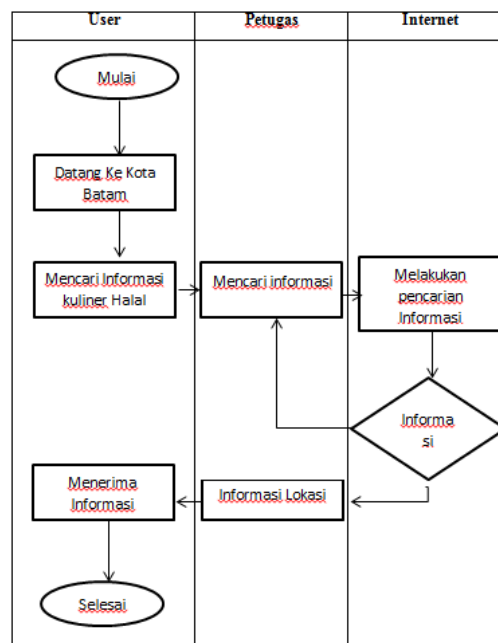 User
Petugas
Internet
Mulai
Datang Ke Kota
Batam
Mencari Informasi
kuliner Halal
Mencari informasi
Melakukan
pencarian
Informasi
Informa
si
Informasi Lokasi
Menerima
Informasi
Selesai